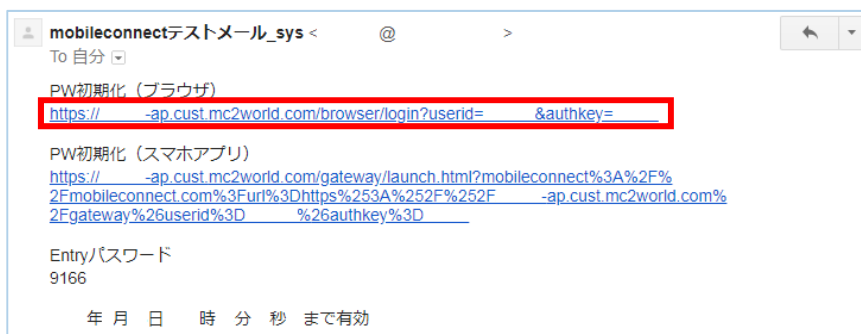 mobileconnectテストメール_sys < @ >
To 自分
PW初期化（ブラウザ）
https:// -ap.cust.mc2world.com/browser/login?userid= &authkey=
PW初期化（スマホアプリ）
https:// -ap.cust.mc2world.com/gateway/launch.html?mobileconnect%3A%2F%
2Fmobileconnect.com%3Furl%3Dhttps%253A%252F%252F -ap.cust.mc2world.com%
2Fgateway%26userid%3D %26authkey%3D
Entryパスワード
9166
年 月 日 時 分 秒 まで有効